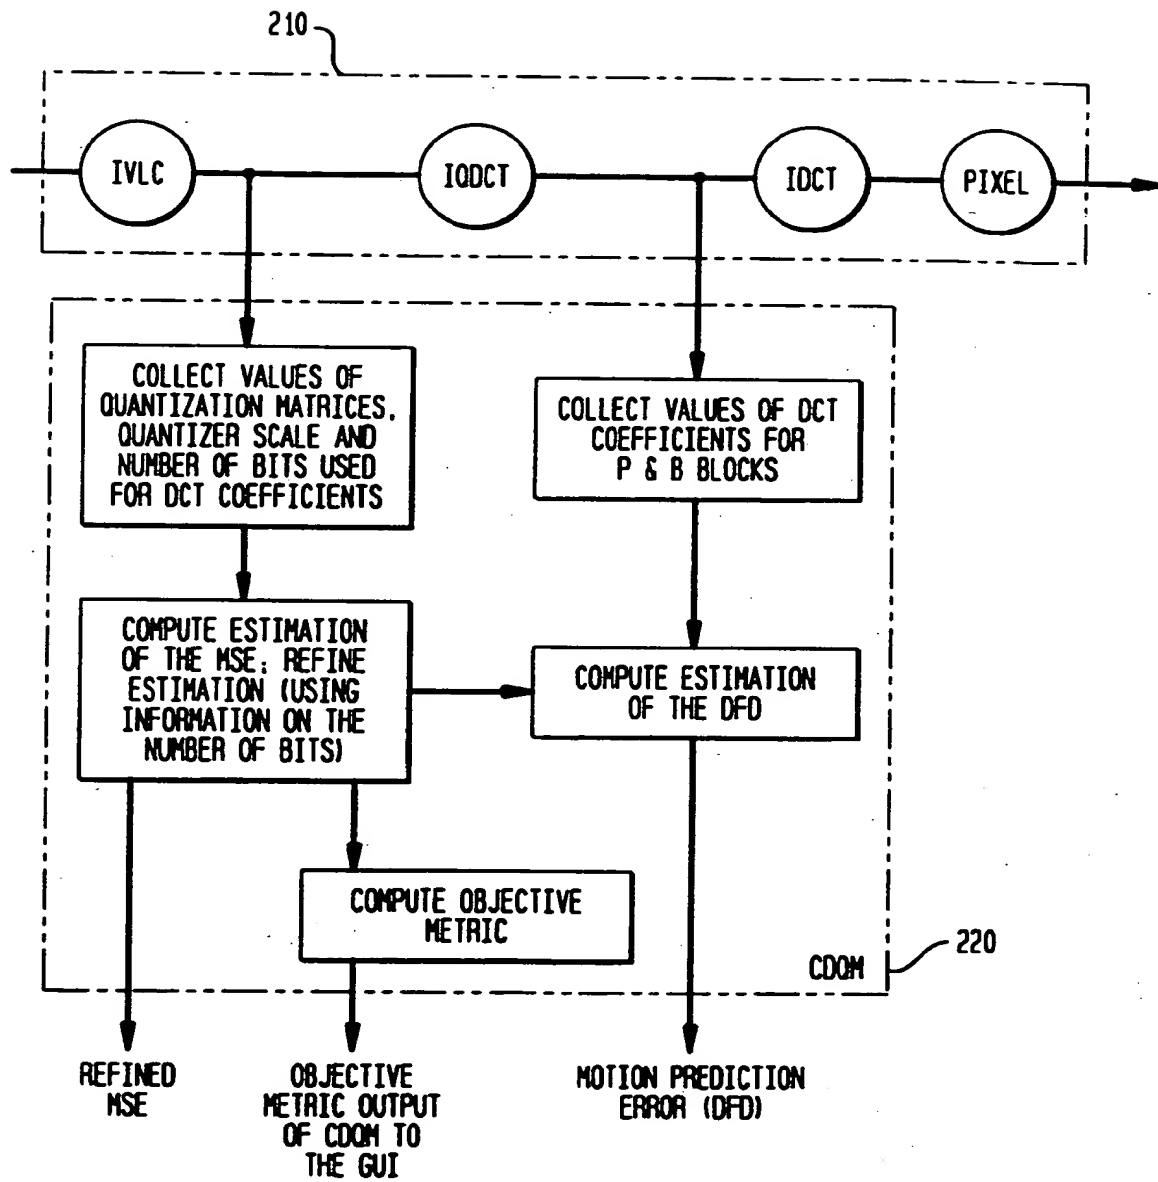 210
IVLC
IQDCT
IDCT
PIXEL
COLLECT VALUES OF
QUANTIZATION MATRICES,
QUANTIZER SCALE AND
NUMBER OF BITS USED
FOR DCT COEFFICIENTS
COLLECT VALUES OF DCT
COEFFICIENTS FOR
P & B BLOCKS
COMPUTE ESTIMATION
OF THE MSE; REFINE
ESTIMATION (USING
INFORMATION ON THE
NUMBER OF BITS)
COMPUTE ESTIMATION
OF THE DFD
COMPUTE OBJECTIVE
METRIC
CDQM
220
REFINED
MSE
OBJECTIVE
METRIC OUTPUT
OF CDQM TO
THE GUI
MOTION PREDICTION
ERROR (DFD)